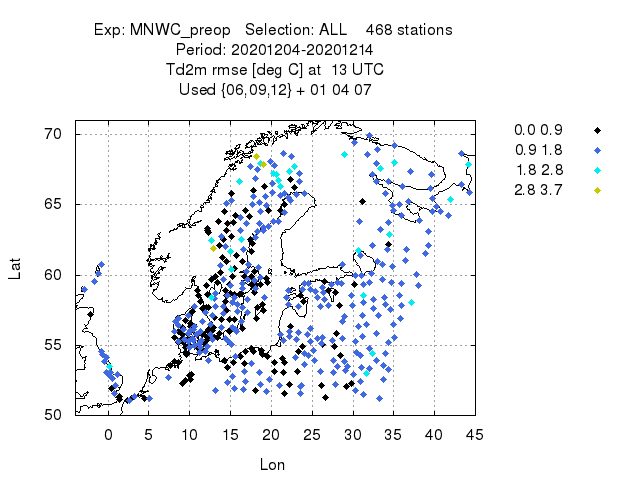 Exp: MNWC_preop   Selection: ALL    468 stations
Period: 20201204-20201214
Td2m rmse [deg C] at  13 UTC
Used {06,09,12} + 01 04 07
0.0 0.9
0.9 1.8
1.8 2.8
2.8 3.7
70
65
60
55
50
Lat
0 5 10 15 20 25 30 35 40 45
Lon